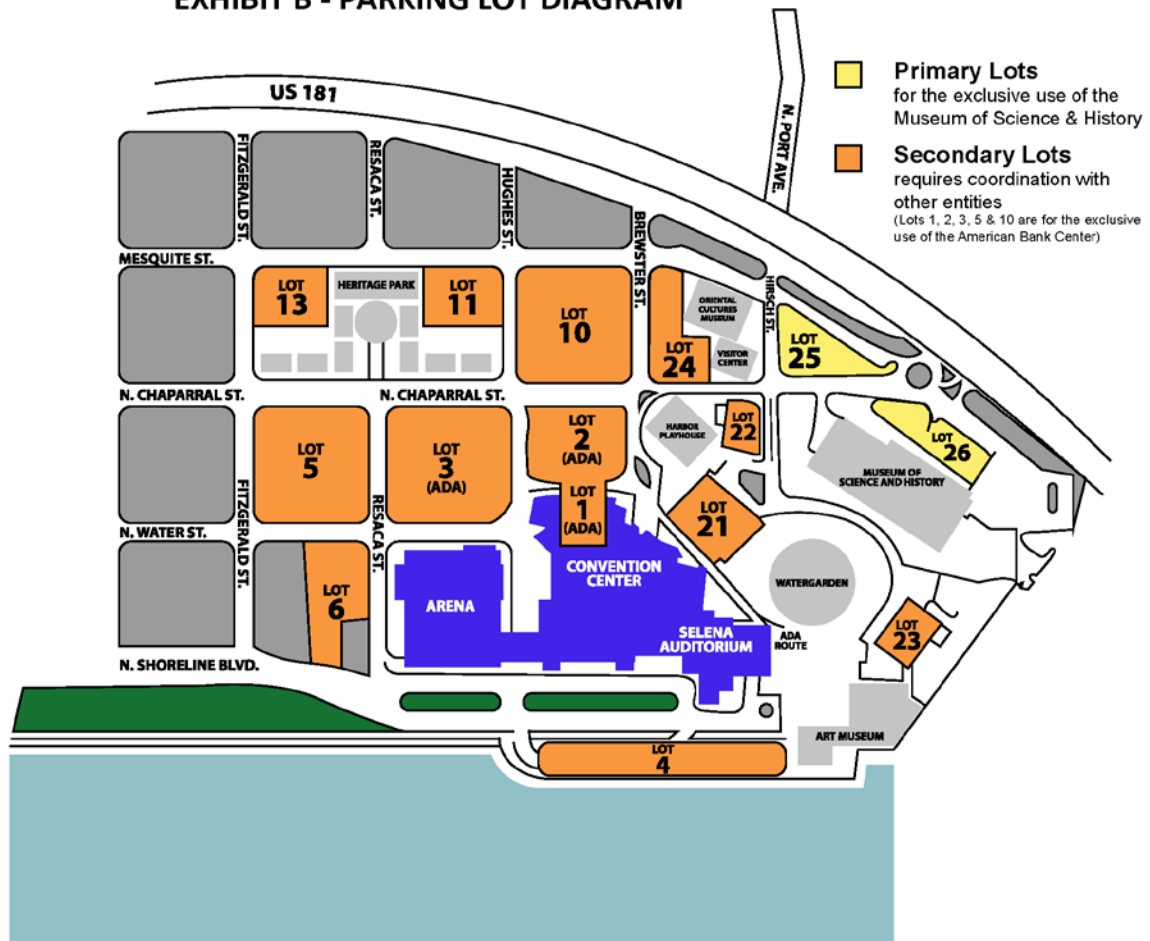 EXHIBIT B - PARKING LOT DIAGRAM
US 181
N. PORT AVE.
Primary Lots
for the exclusive use of the
Museum of Science & History
Secondary Lots
requires coordination with
other entities
(Lots 1, 2, 3, 5 & 10 are for the exclusive
use of the American Bank Center)
FITZGERALD ST.
RESACA ST.
HUGHES ST.
BREWSTER ST.
HIRSCH ST.
MESQUITE ST.
LOT
13
HERITAGE PARK
LOT
11
LOT
10
ORIENTAL
CULTURES
MUSEUM
VISITOR
CENTER
LOT
24
LOT
25
N. CHAPARRAL ST.
N. CHAPARRAL ST.
LOT
5
LOT
3
(ADA)
LOT
2
(ADA)
LOT
1
(ADA)
HARBOR
PLAYHOUSE
LOT
22
LOT
26
MUSEUM OF
SCIENCE AND HISTORY
LOT
21
FITZGERALD ST.
RESACA ST.
N. WATER ST.
LOT
6
ARENA
CONVENTION
CENTER
SELENA
AUDITORIUM
WATERGARDEN
ADA
ROUTE
LOT
23
N. SHORELINE BLVD.
ART MUSEUM
LOT
4